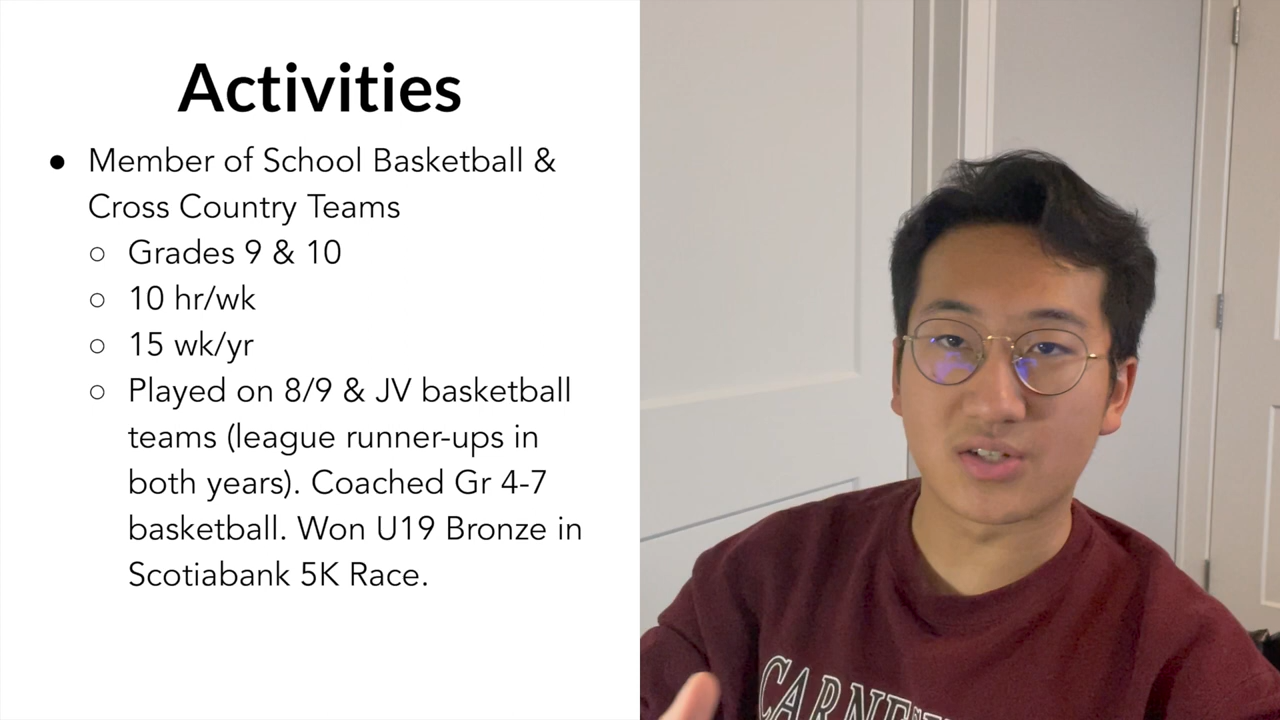 Activities
● Member of School Basketball &
Cross Country Teams
○ Grades 9 & 10
○ 10 hr/wk
○ 15 wk/yr
○ Played on 8/9 & JV basketball
teams (league runner-ups in
both years). Coached Gr 4-7
basketball. Won U19 Bronze in
Scotiabank 5K Race.